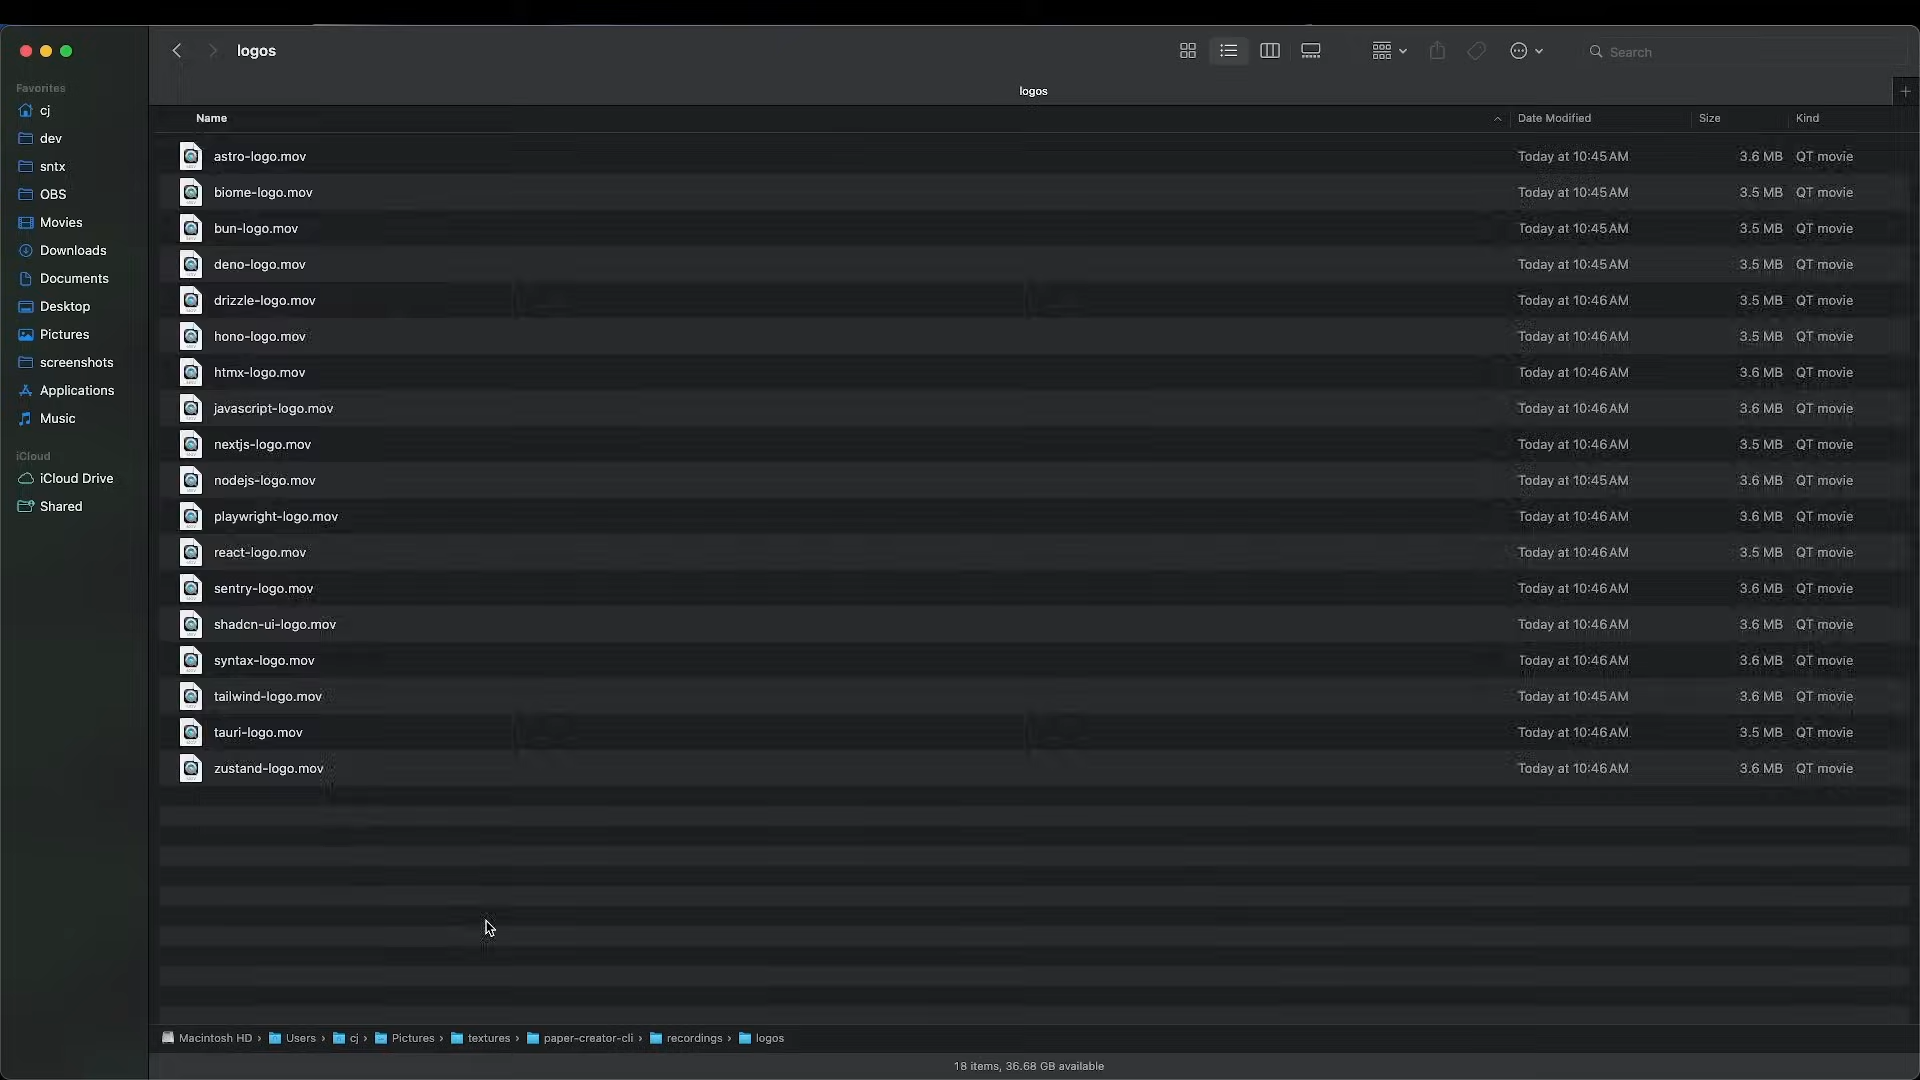 logos
Search
logos
Favorites
cj
dev
sntx
OBS
Movies
Downloads
Documents
Desktop
Pictures
screenshots
Applications
Music
iCloud
iCloud Drive
Shared
Name Date Modified Size Kind
astro-logo.mov Today at 10:45 AM 3.6 MB QT movie
biome-logo.mov Today at 10:45 AM 3.5 MB QT movie
bun-logo.mov Today at 10:45 AM 3.5 MB QT movie
deno-logo.mov Today at 10:45 AM 3.5 MB QT movie
drizzle-logo.mov Today at 10:46 AM 3.5 MB QT movie
hono-logo.mov Today at 10:46 AM 3.5 MB QT movie
htmx-logo.mov Today at 10:46 AM 3.6 MB QT movie
javascript-logo.mov Today at 10:46 AM 3.6 MB QT movie
nextjs-logo.mov Today at 10:46 AM 3.5 MB QT movie
nodejs-logo.mov Today at 10:45 AM 3.6 MB QT movie
playwright-logo.mov Today at 10:46 AM 3.6 MB QT movie
react-logo.mov Today at 10:46 AM 3.5 MB QT movie
sentry-logo.mov Today at 10:46 AM 3.6 MB QT movie
shadcn-ui-logo.mov Today at 10:46 AM 3.6 MB QT movie
syntax-logo.mov Today at 10:46 AM 3.6 MB QT movie
tailwind-logo.mov Today at 10:45 AM 3.6 MB QT movie
tauri-logo.mov Today at 10:46 AM 3.5 MB QT movie
zustand-logo.mov Today at 10:46 AM 3.6 MB QT movie
Macintosh HD › Users › cj › Pictures › textures › paper-creator-cli › recordings › logos
18 items, 36.68 GB available